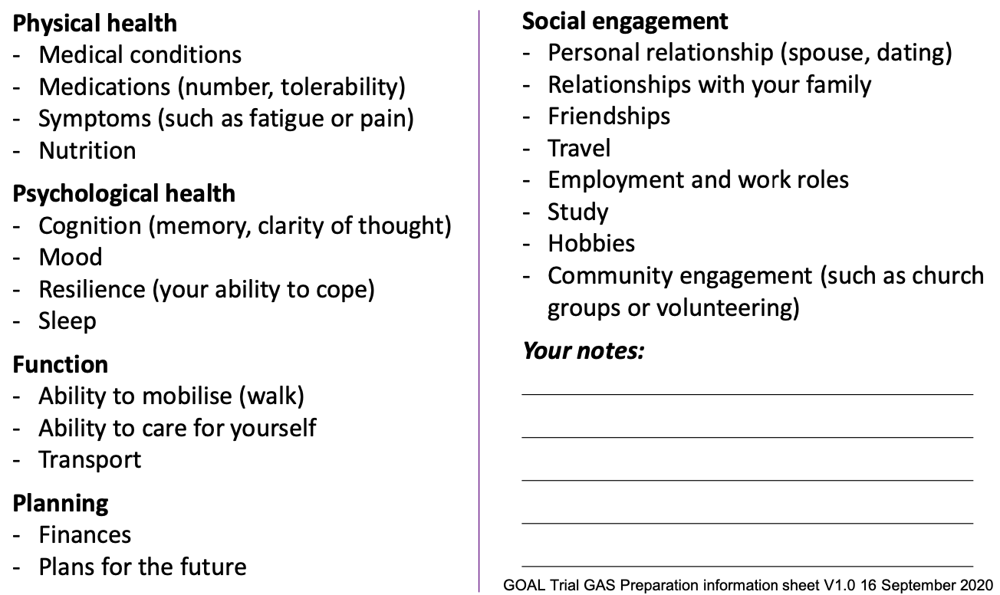 Physical health
- Medical conditions
- Medications (number, tolerability)
- Symptoms (such as fatigue or pain)
- Nutrition
Psychological health
- Cognition (memory, clarity of thought)
- Mood
- Resilience (your ability to cope)
- Sleep
Function
- Ability to mobilise (walk)
- Ability to care for yourself
- Transport
Planning
- Finances
- Plans for the future
Social engagement
- Personal relationship (spouse, dating)
- Relationships with your family
- Friendships
- Travel
- Employment and work roles
- Study
- Hobbies
- Community engagement (such as church
groups or volunteering)
Your notes:
GOAL Trial GAS Preparation information sheet V1.0 16 September 2020